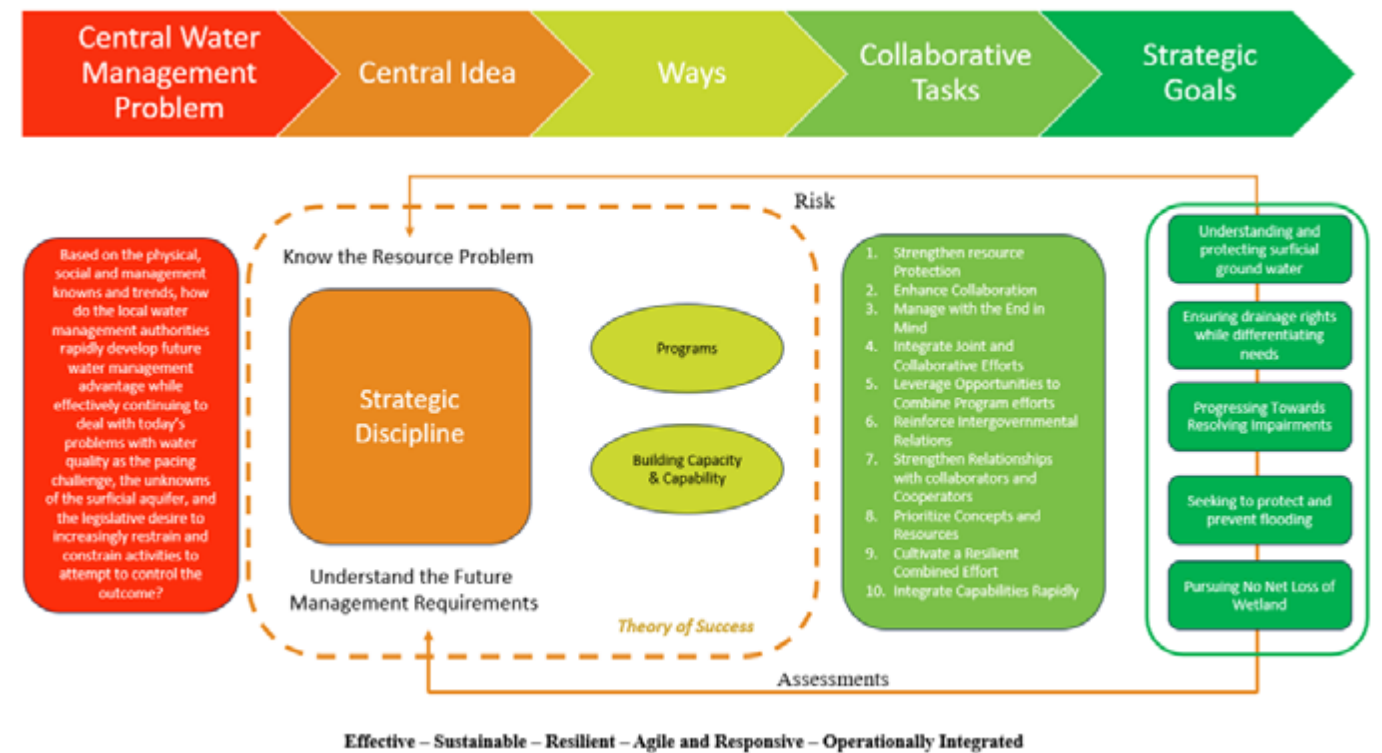 Central Water
Management
Problem
Central Idea
Ways
Collaborative
Tasks
Strategic
Goals
Risk
Based on the physical,
social and management
knowns and trends, how
do the local water
management authorities
rapidly develop future
water management
advantage while
effectively continuing to
deal with today's
problems with water
quality as the pacing
challenge, the unknowns
of the surficial aquifer, and
the legislative desire to
increasingly restrain and
constrain activities to
attempt to control the
outcome?
Know the Resource Problem
Strategic
Discipline
Understand the Future
Management Requirements
Programs
Building Capacity
& Capability
Theory of Success
1. Strengthen resource
Protection
2. Enhance Collaboration
3. Manage with the End in
Mind
4. Integrate Joint and
Collaborative Efforts
5. Leverage Opportunities to
Combine Program efforts
6. Reinforce Intergovernmental
Relations
7. Strengthen Relationships
with collaborators and
Cooperators
8. Prioritize Concepts and
Resources
9. Cultivate a Resilient
Combined Effort
10. Integrate Capabilities Rapidly
Understanding and
protecting surficial
ground water
Ensuring drainage rights
while differentiating
needs
Progressing Towards
Resolving Impairments
Seeking to protect and
prevent flooding
Pursuing No Net Loss of
Wetland
Assessments
Effective – Sustainable – Resilient – Agile and Responsive – Operationally Integrated